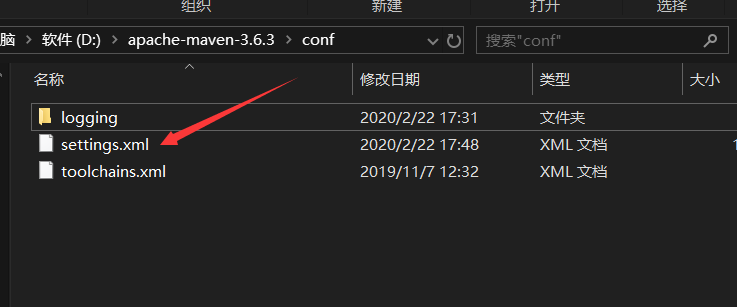 组织 新建 打开 选择
脑 软件 (D:) apache-maven-3.6.3 conf 搜索"conf"
名称 修改日期 类型 大小
logging 2020/2/22 17:31 文件夹
settings.xml 2020/2/22 17:48 XML 文档 1
toolchains.xml 2019/11/7 12:32 XML 文档